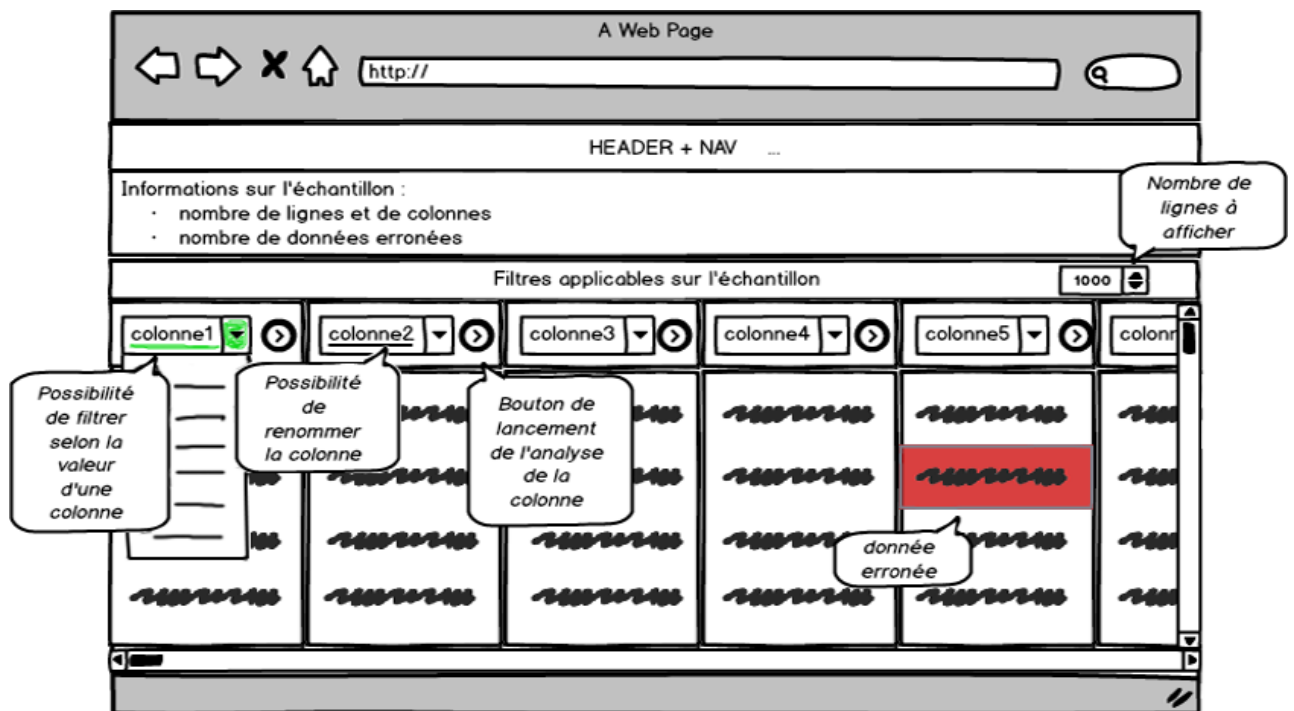 A Web Page
http://
HEADER + NAV ...
Informations sur l'échantillon :
· nombre de lignes et de colonnes
· nombre de données erronées
Nombre de
lignes à
afficher
Filtres applicables sur l'échantillon
1000
colonne1
colonne2
colonne3
colonne4
colonne5
colonn
Possibilité
de filtrer
selon la
valeur
d'une
colonne
Possibilité
de
renommer
la colonne
Bouton de
lancement
de l'analyse
de la
colonne
donnée
erronée